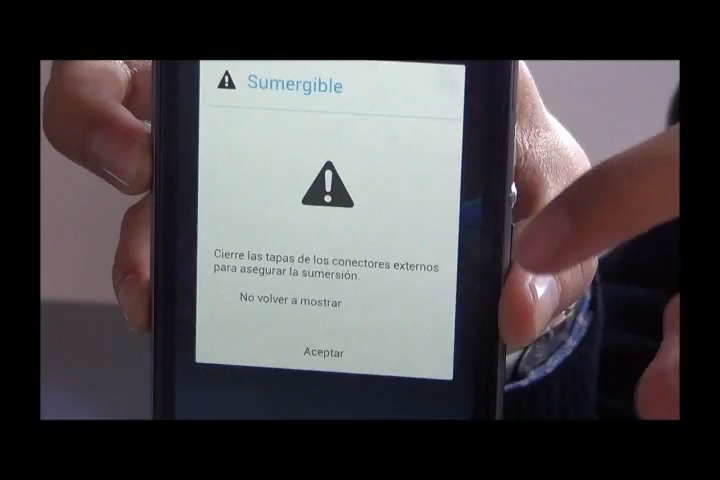 Sumergible
Cierre las tapas de los conectores externos
para asegurar la sumersión.
No volver a mostrar
Aceptar